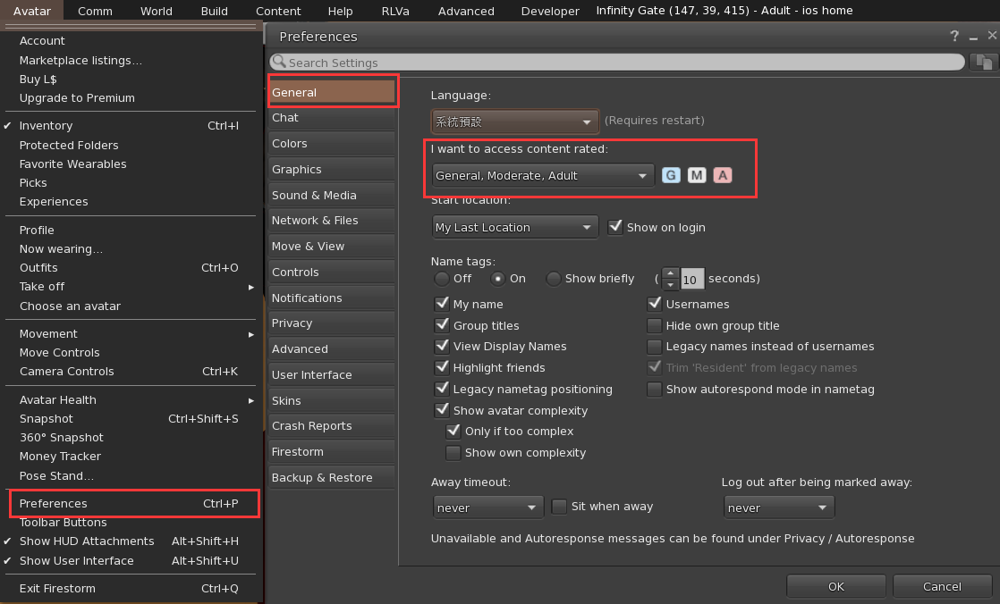 Avatar Comm World Build Content Help RLVa Advanced Developer Infinity Gate (147, 39, 415) - Adult - ios home
Account
Marketplace listings...
Buy L$
Upgrade to Premium
✔ Inventory Ctrl+I
Protected Folders
Favorite Wearables
Picks
Experiences
Profile
Now wearing...
Outfits Ctrl+O
Take off ▸
Choose an avatar
Movement ▸
Move Controls
Camera Controls Ctrl+K
Avatar Health ▸
Snapshot Ctrl+Shift+S
360° Snapshot
Money Tracker
Pose Stand...
Preferences Ctrl+P
Toolbar Buttons
✔ Show HUD Attachments Alt+Shift+H
✔ Show User Interface Alt+Shift+U
Exit Firestorm Ctrl+Q
Preferences ?
Search Settings
General
Chat
Colors
Graphics
Sound & Media
Network & Files
Move & View
Controls
Notifications
Privacy
Advanced
User Interface
Skins
Crash Reports
Firestorm
Backup & Restore
Language:
系統預設 (Requires restart)
I want to access content rated:
General, Moderate, Adult G M A
Start location:
My Last Location Show on login
Name tags:
Off On Show briefly ( 10 seconds)
My name Usernames
Group titles Hide own group title
View Display Names Legacy names instead of usernames
Highlight friends Trim 'Resident' from legacy names
Legacy nametag positioning Show autorespond mode in nametag
Show avatar complexity
Only if too complex
Show own complexity
Away timeout: Log out after being marked away:
never Sit when away never
Unavailable and Autoresponse messages can be found under Privacy / Autoresponse
OK Cancel